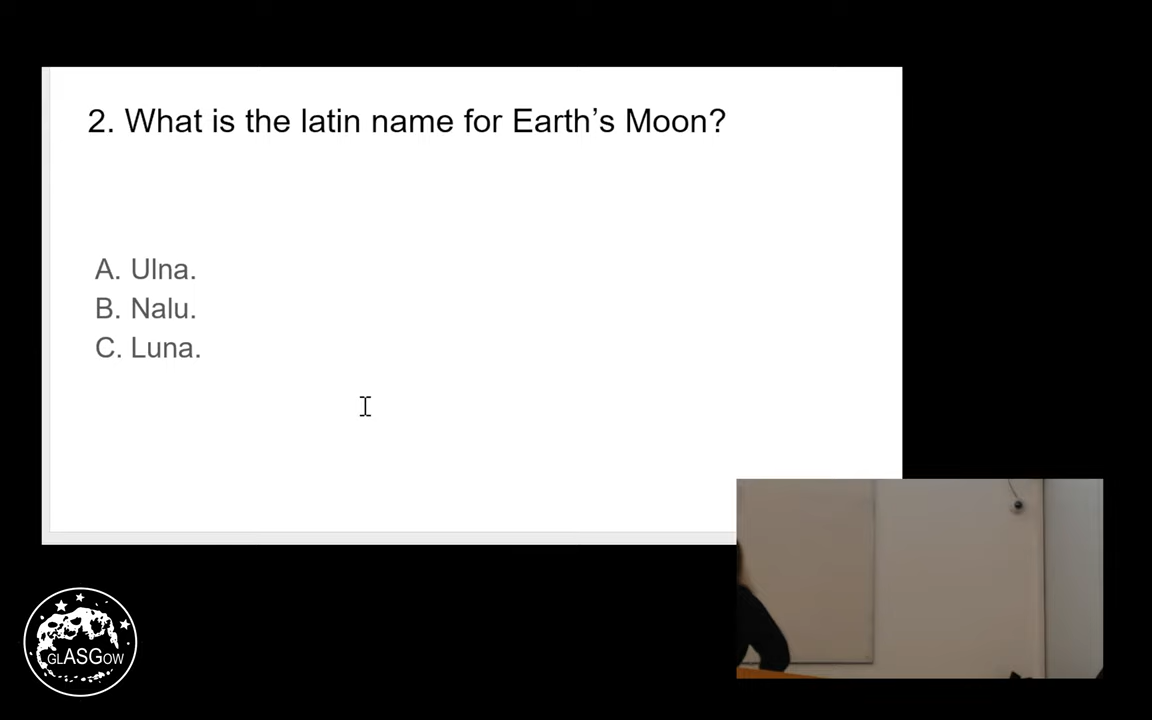 2. What is the latin name for Earth’s Moon?
A. Ulna.
B. Nalu.
C. Luna.
GLASGOW